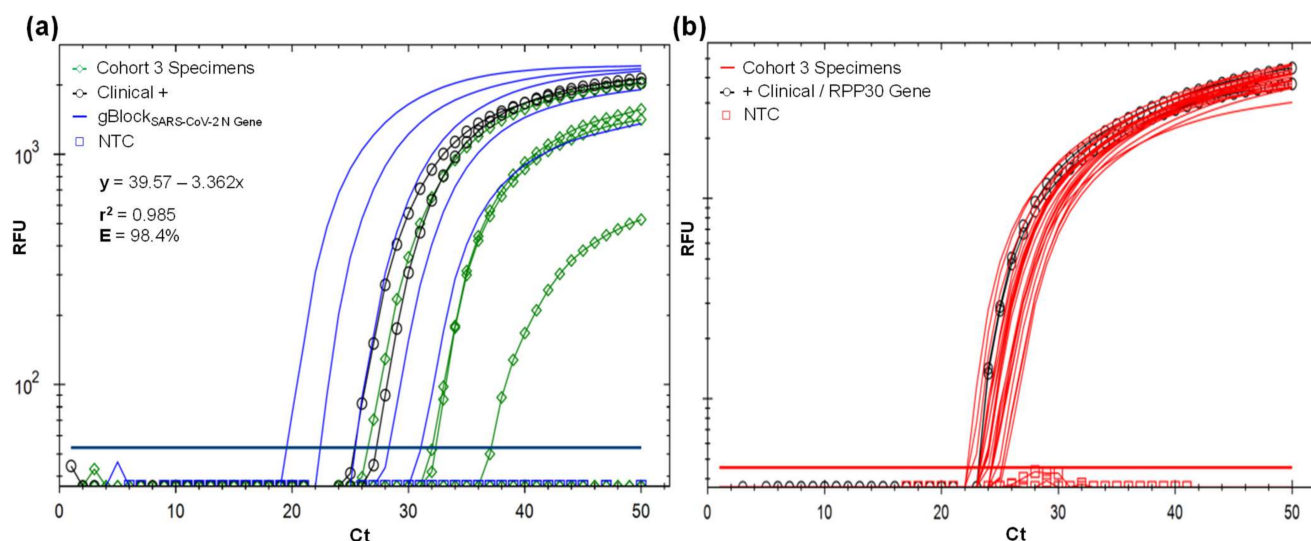 (a)
Cohort 3 Specimens
Clinical +
gBlock SARS-CoV-2 N Gene
NTC
y = 39.57 – 3.362x
r² = 0.985
E = 98.4%
RFU
10³
10²
0 10 20 30 40 50
Ct
(b)
Cohort 3 Specimens
+ Clinical / RPP30 Gene
NTC
RFU
0 10 20 30 40 50
Ct